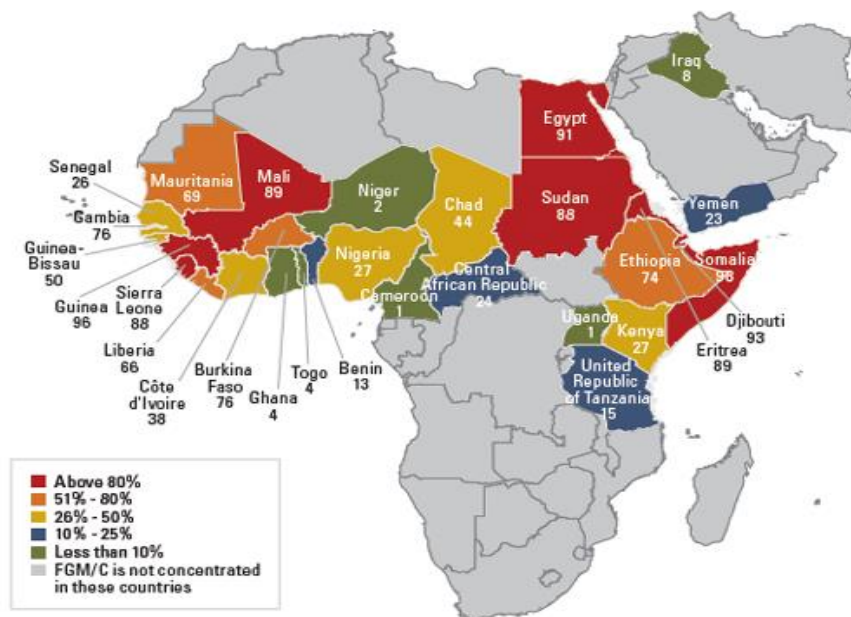 Iraq
8
Egypt
91
Senegal
26
Mauritania
69
Mali
89
Niger
2
Chad
44
Sudan
88
Yemen
23
Gambia
76
Guinea-
Bissau
50
Nigeria
27
Ethiopia
74
Somalia
98
Central
African Republic
24
Cameroon
1
Guinea
96
Sierra
Leone
88
Uganda
1
Kenya
27
Djibouti
93
Eritrea
89
Liberia
66
Côte
d'Ivoire
38
Burkina
Faso
76
Ghana
4
Togo
4
Benin
13
United
Republic
of Tanzania
15
Above 80%
51% - 80%
26% - 50%
10% - 25%
Less than 10%
FGM/C is not concentrated
in these countries